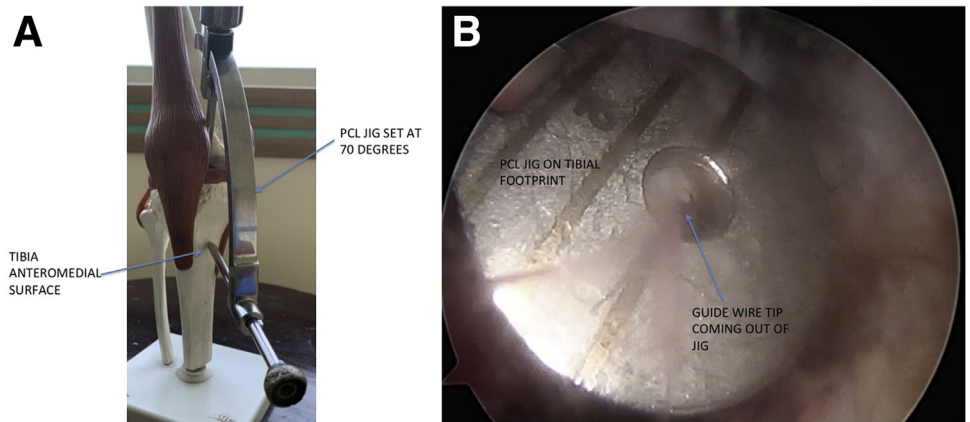 A
PCL JIG SET AT
70 DEGREES
TIBIA
ANTEROMEDIAL
SURFACE
B
PCL JIG ON TIBIAL
FOOTPRINT
GUIDE WIRE TIP
COMING OUT OF
JIG